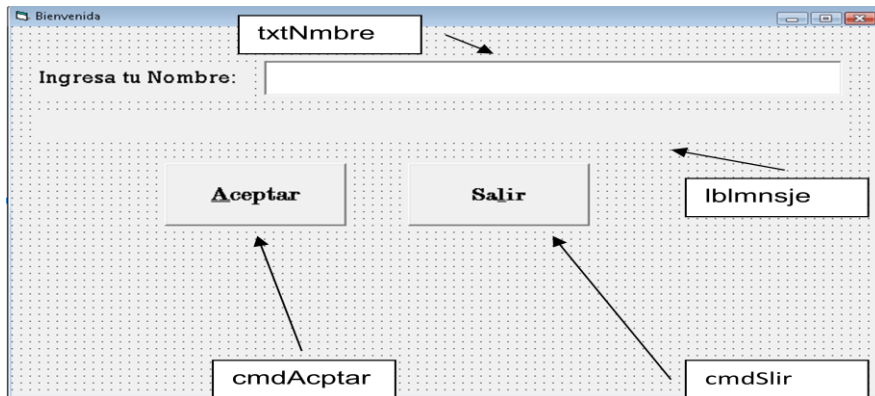 Bienvenida
txtNmbre
Ingresa tu Nombre:
Aceptar
Salir
lblmnsje
cmdAcptar
cmdSlir